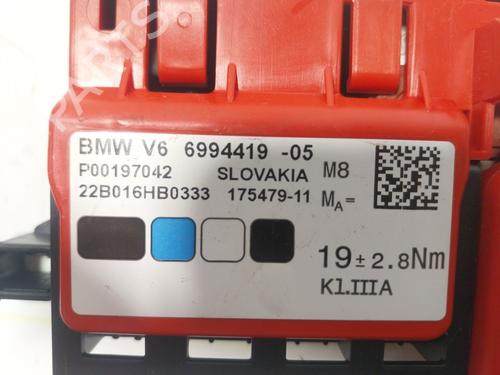 BMW V6 6994419 -05
P00197042 SLOVAKIA M8
22B016HB0333 175479-11 MA=
19 ± 2.8Nm
Kl.IIIA